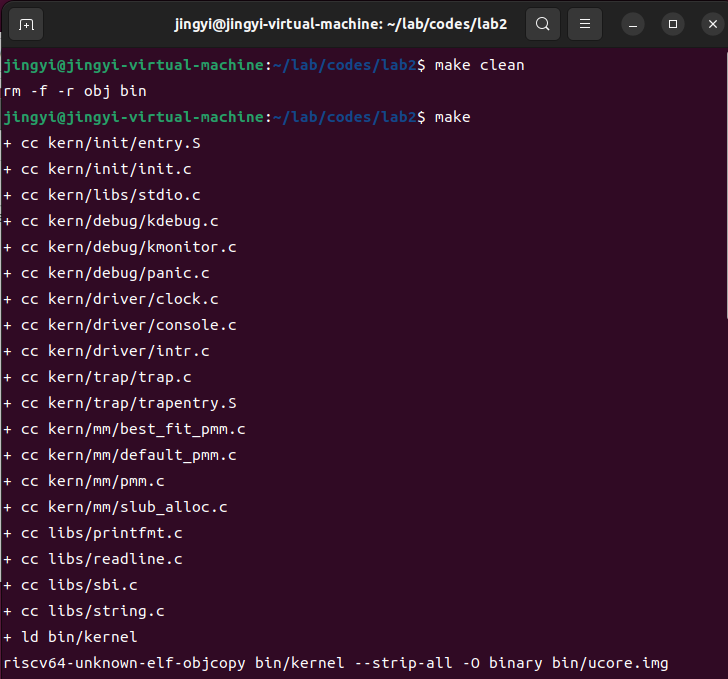 jingyi@jingyi-virtual-machine: ~/lab/codes/lab2
jingyi@jingyi-virtual-machine:~/lab/codes/lab2$ make clean
rm -f -r obj bin
jingyi@jingyi-virtual-machine:~/lab/codes/lab2$ make
+ cc kern/init/entry.S
+ cc kern/init/init.c
+ cc kern/libs/stdio.c
+ cc kern/debug/kdebug.c
+ cc kern/debug/kmonitor.c
+ cc kern/debug/panic.c
+ cc kern/driver/clock.c
+ cc kern/driver/console.c
+ cc kern/driver/intr.c
+ cc kern/trap/trap.c
+ cc kern/trap/trapentry.S
+ cc kern/mm/best_fit_pmm.c
+ cc kern/mm/default_pmm.c
+ cc kern/mm/pmm.c
+ cc kern/mm/slub_alloc.c
+ cc libs/printfmt.c
+ cc libs/readline.c
+ cc libs/sbi.c
+ cc libs/string.c
+ ld bin/kernel
riscv64-unknown-elf-objcopy bin/kernel --strip-all -O binary bin/ucore.img